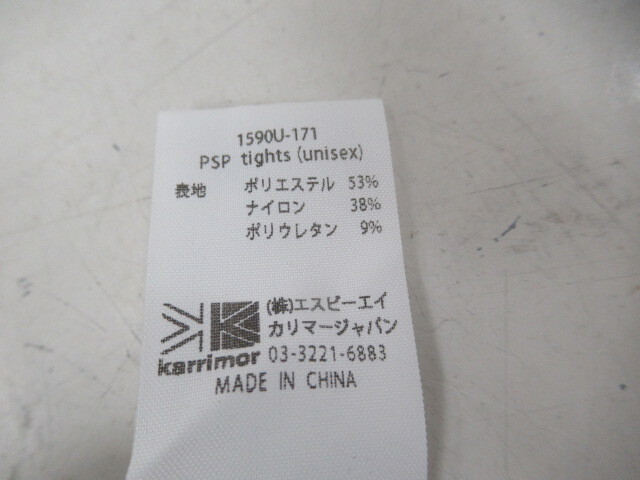 1590U-171
PSP tights (unisex)
表地 ポリエステル 53%
ナイロン 38%
ポリウレタン 9%
(株)エスピーエイ
カリマージャパン
karrimor 03-3221-6883
MADE IN CHINA